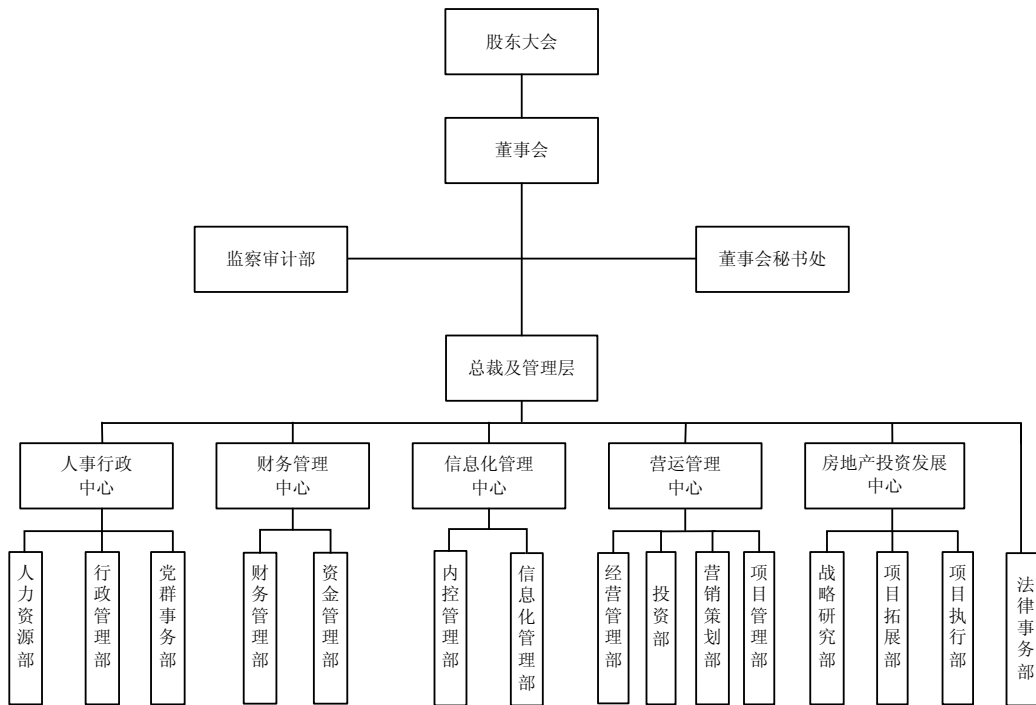 股东大会
董事会
监察审计部
董事会秘书处
总裁及管理层
人事行政
中心
财务管理
中心
信息化管理
中心
营运管理
中心
房地产投资发展
中心
人力资源部
行政管理部
党群事务部
财务管理部
资金管理部
内控管理部
信息化管理部
经营管理部
投资部
营销策划部
项目管理部
战略研究部
项目拓展部
项目执行部
法律事务部